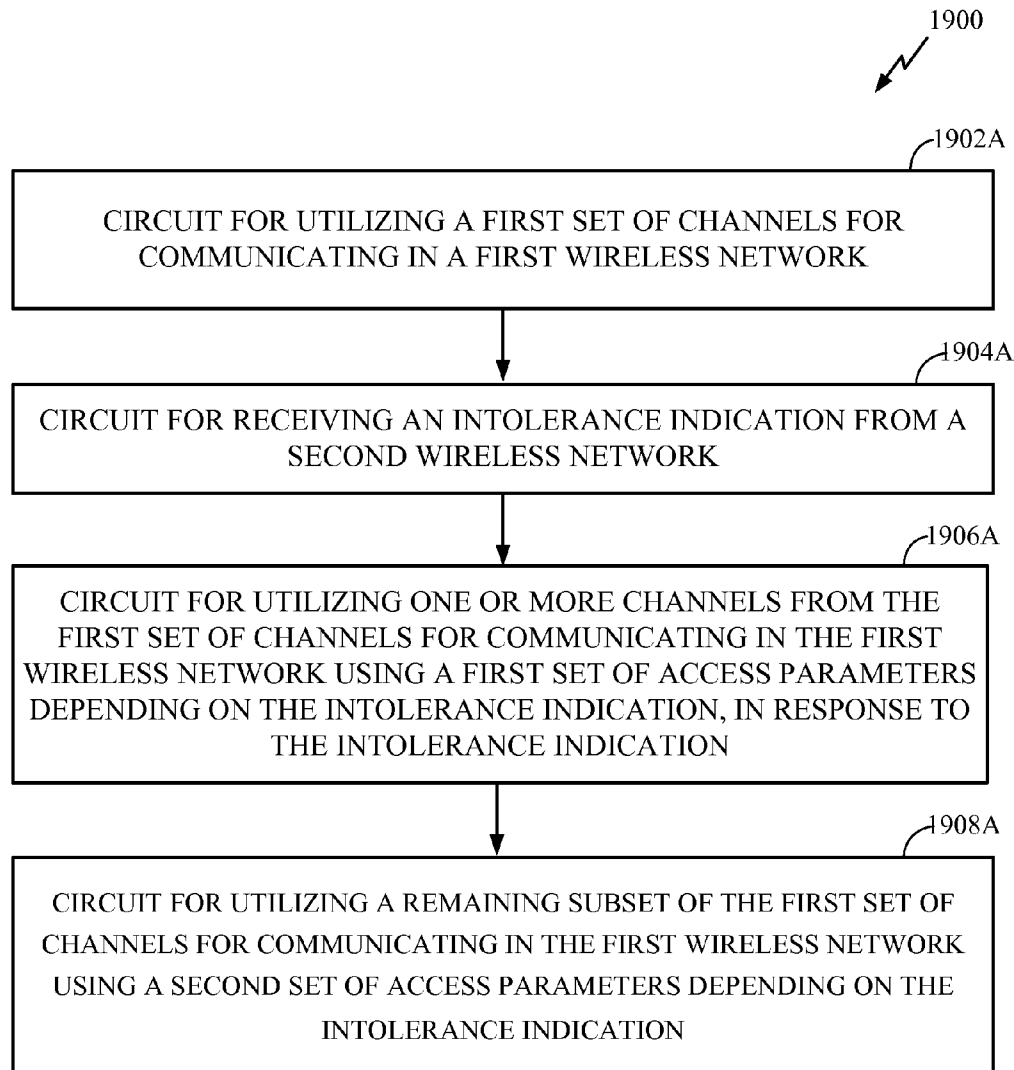 1900
1902A
CIRCUIT FOR UTILIZING A FIRST SET OF CHANNELS FOR
COMMUNICATING IN A FIRST WIRELESS NETWORK
1904A
CIRCUIT FOR RECEIVING AN INTOLERANCE INDICATION FROM A
SECOND WIRELESS NETWORK
1906A
CIRCUIT FOR UTILIZING ONE OR MORE CHANNELS FROM THE
FIRST SET OF CHANNELS FOR COMMUNICATING IN THE FIRST
WIRELESS NETWORK USING A FIRST SET OF ACCESS PARAMETERS
DEPENDING ON THE INTOLERANCE INDICATION, IN RESPONSE TO
THE INTOLERANCE INDICATION
1908A
CIRCUIT FOR UTILIZING A REMAINING SUBSET OF THE FIRST SET OF
CHANNELS FOR COMMUNICATING IN THE FIRST WIRELESS NETWORK
USING A SECOND SET OF ACCESS PARAMETERS DEPENDING ON THE
INTOLERANCE INDICATION